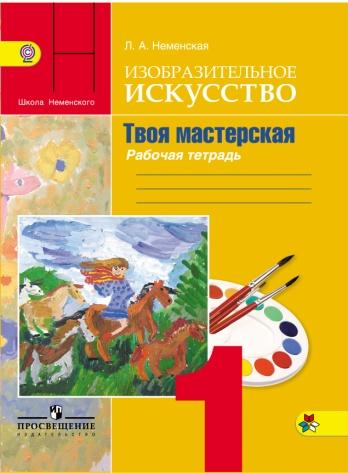 Л. А. Неменская
Школа Неменского
ИЗОБРАЗИТЕЛЬНОЕ
ИСКУССТВО
Твоя мастерская
Рабочая тетрадь
1
ПРОСВЕЩЕНИЕ
ИЗДАТЕЛЬСТВО